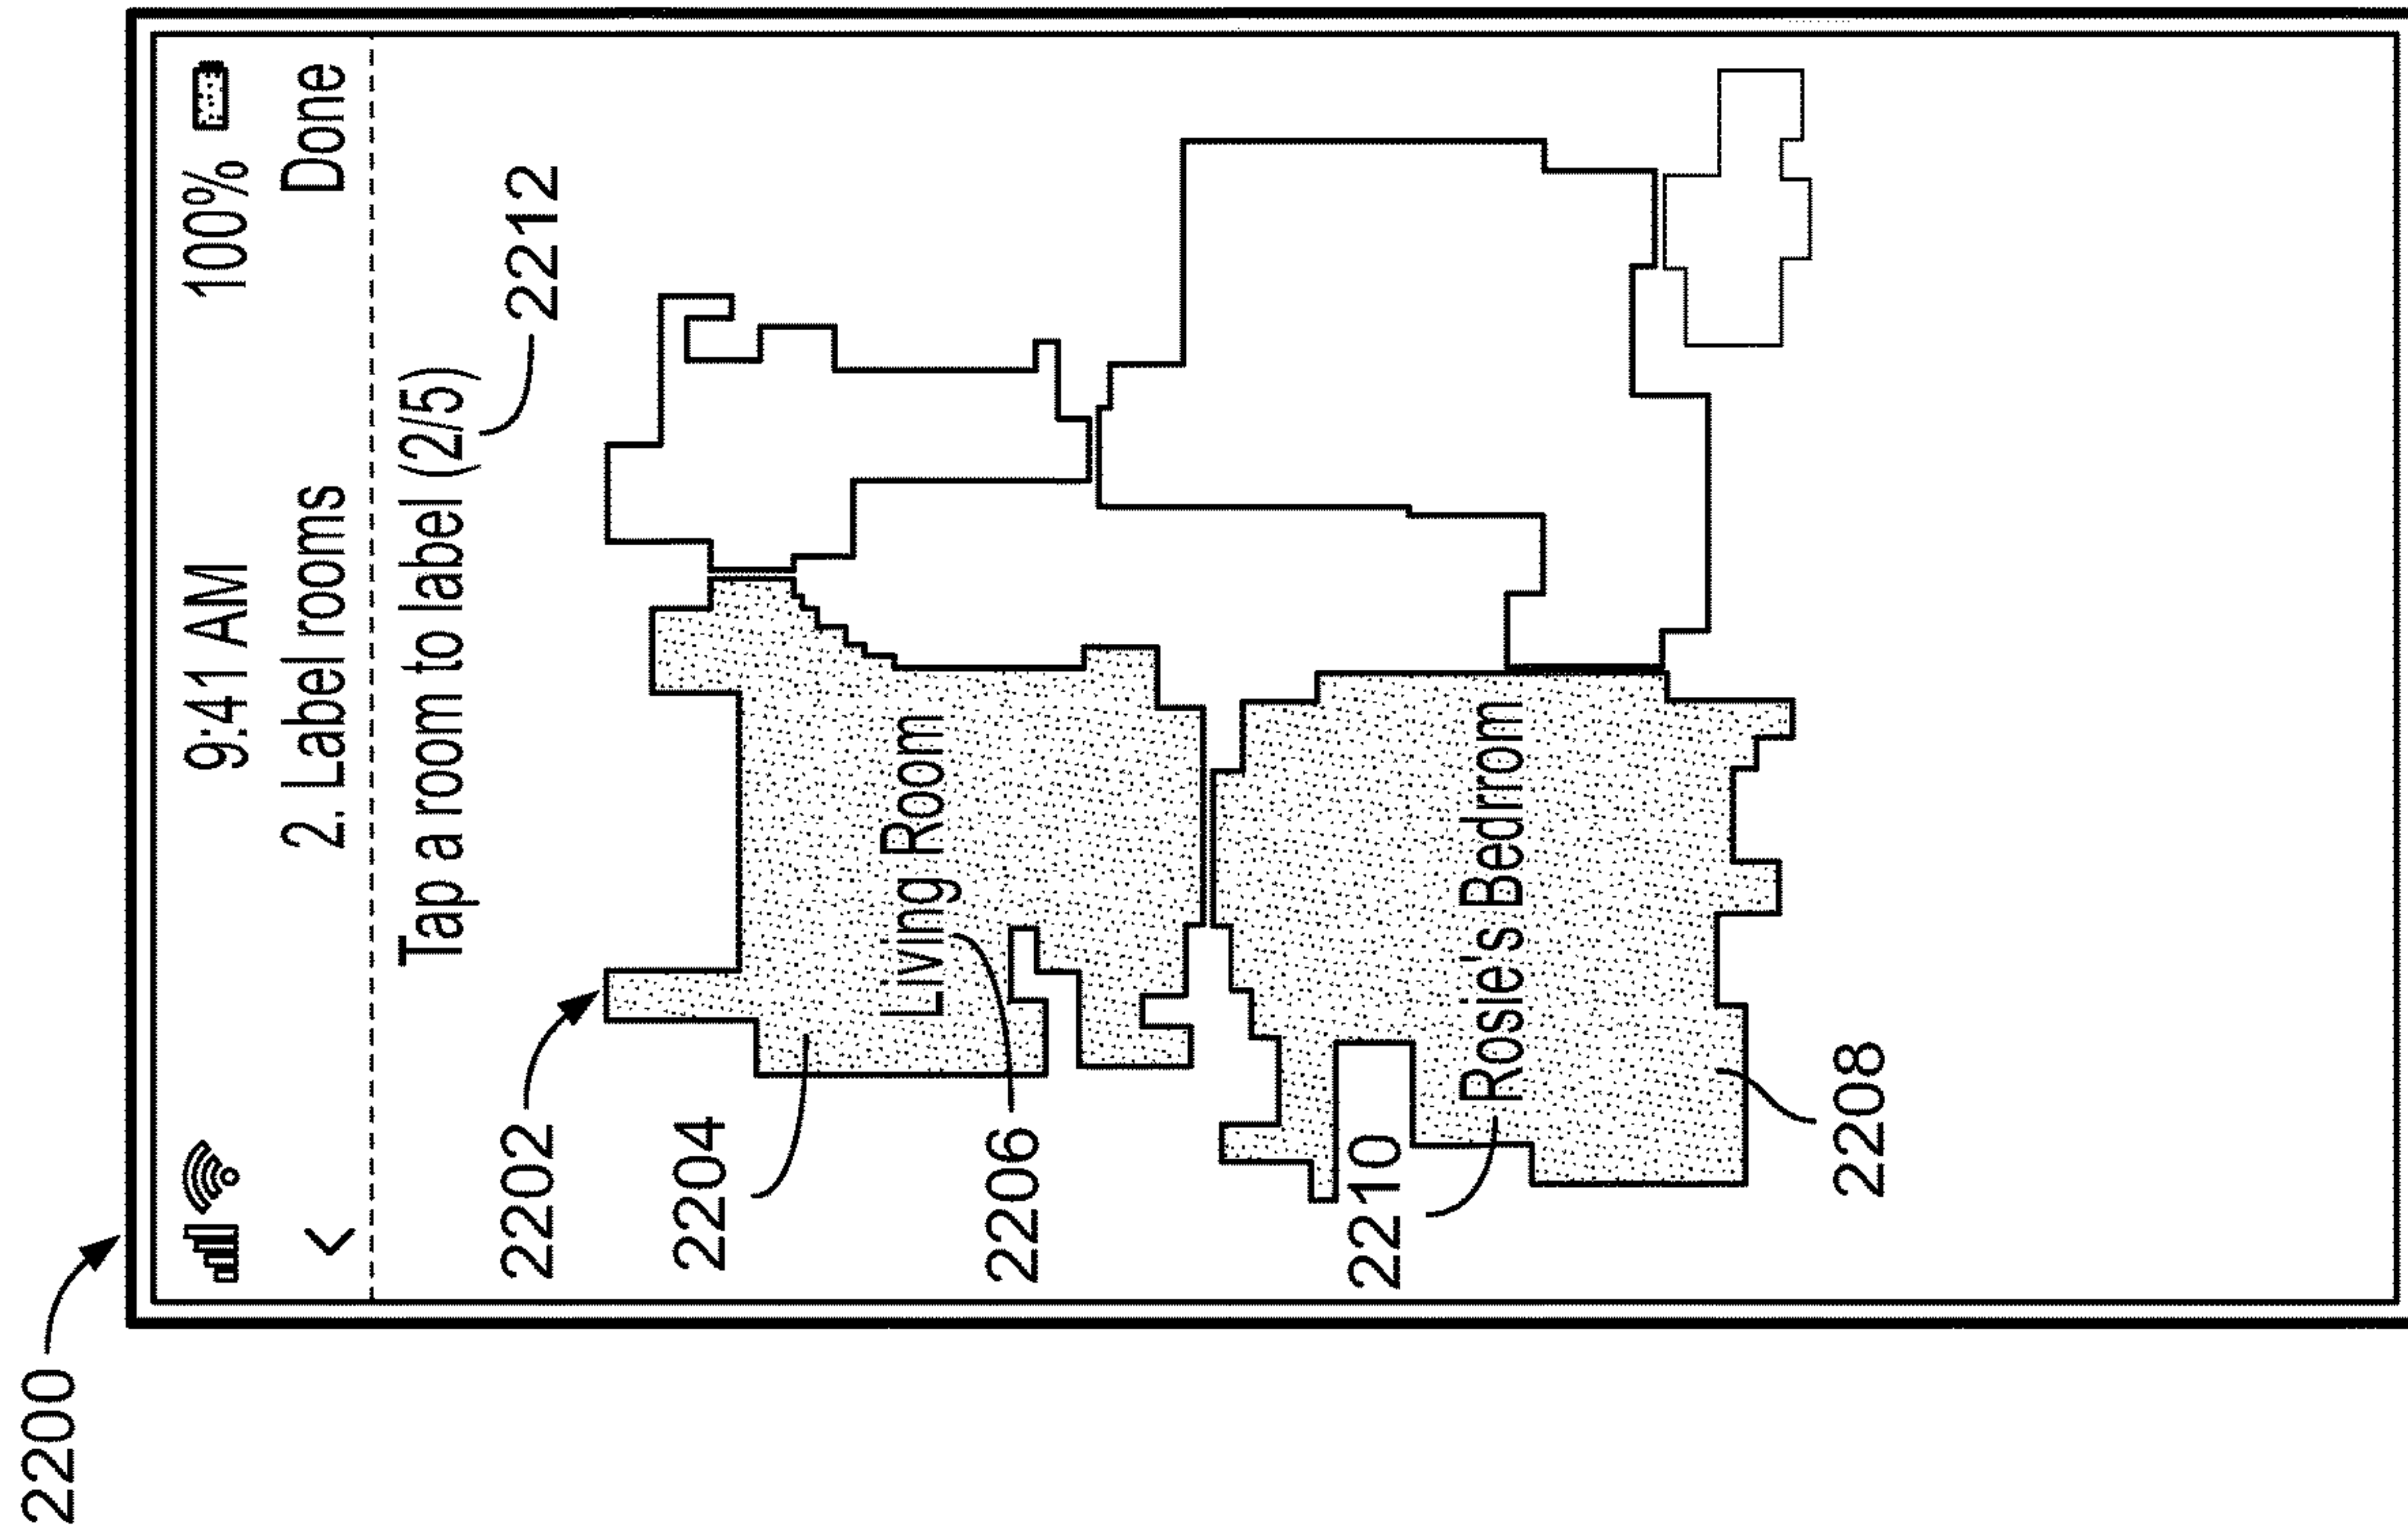 2200
9:41 AM 100%
2. Label rooms Done
Tap a room to label (2/5)
2212
2202
2204
Living Room
2206
2210
Rosie's Bedrrom
2208